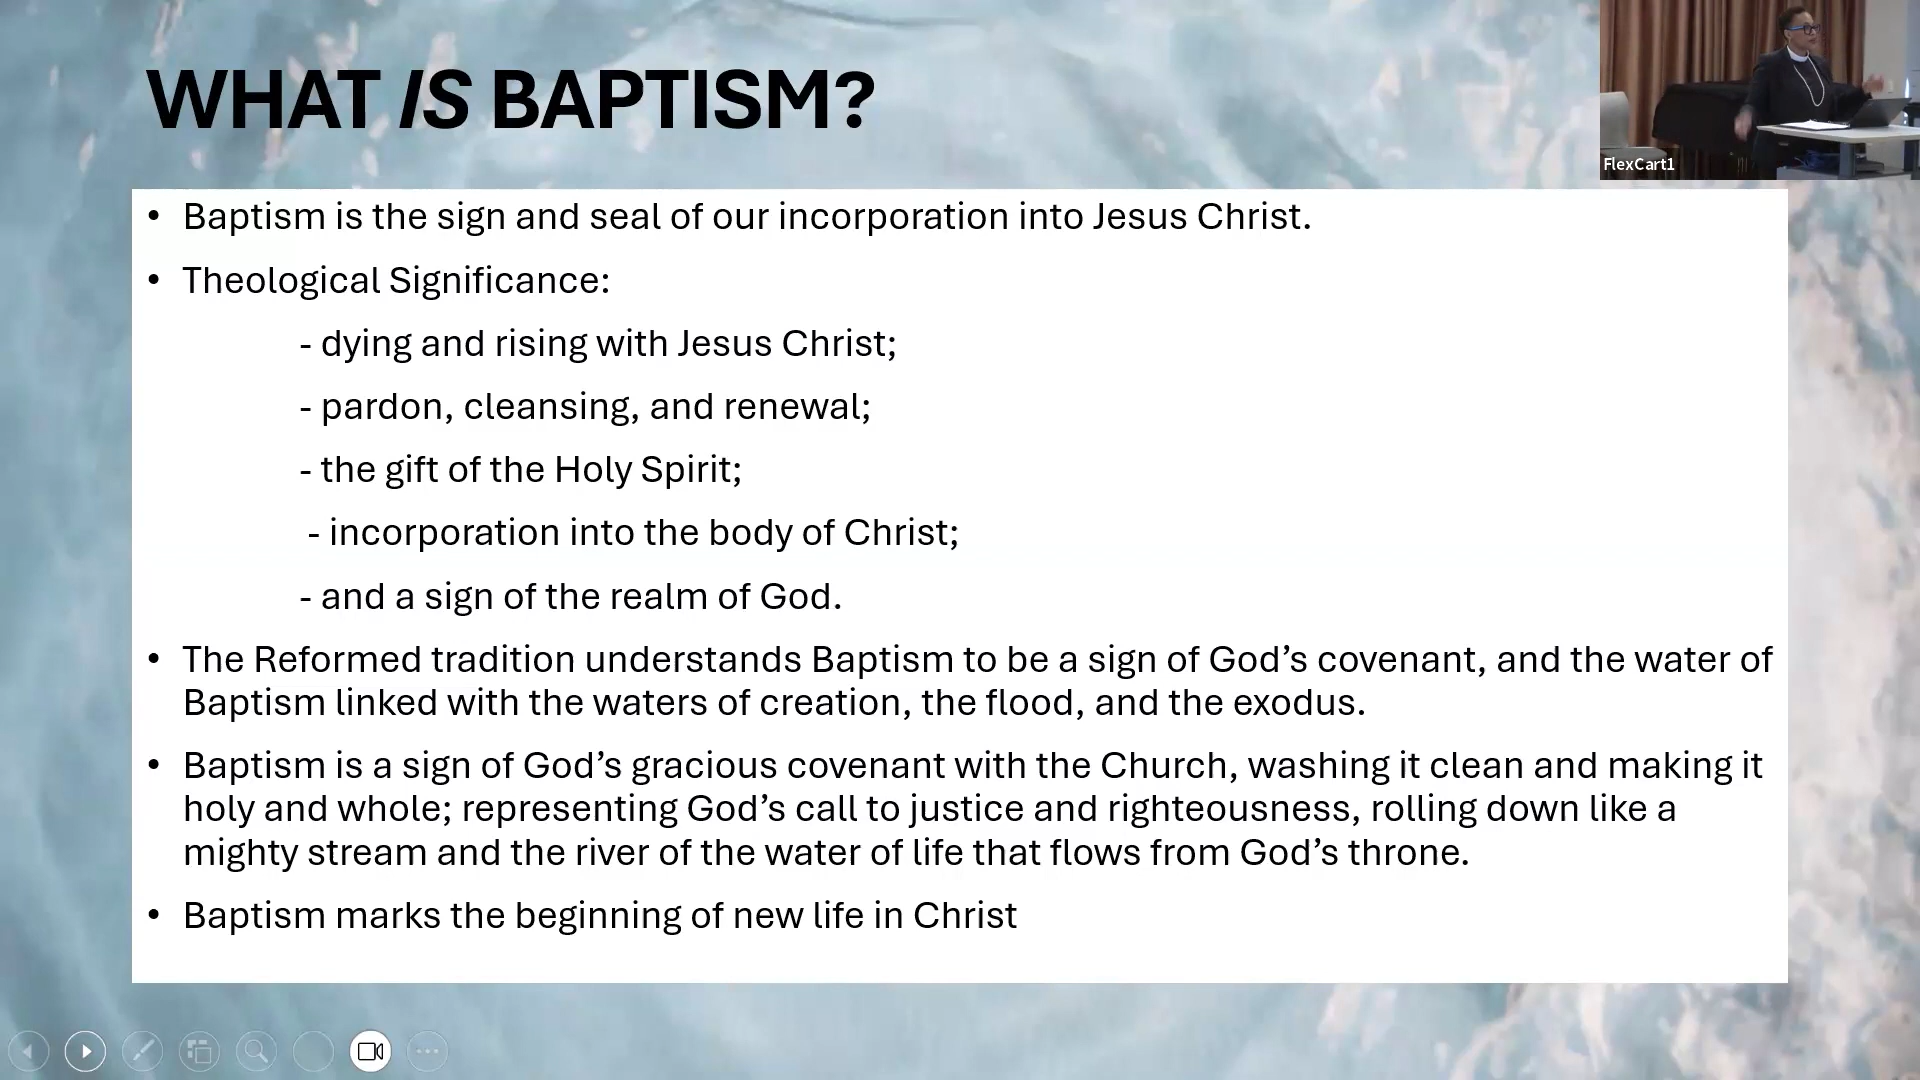 WHAT IS BAPTISM?
FlexCart1
• Baptism is the sign and seal of our incorporation into Jesus Christ.
• Theological Significance:
- dying and rising with Jesus Christ;
- pardon, cleansing, and renewal;
- the gift of the Holy Spirit;
- incorporation into the body of Christ;
- and a sign of the realm of God.
• The Reformed tradition understands Baptism to be a sign of God’s covenant, and the water of
Baptism linked with the waters of creation, the flood, and the exodus.
• Baptism is a sign of God’s gracious covenant with the Church, washing it clean and making it
holy and whole; representing God’s call to justice and righteousness, rolling down like a
mighty stream and the river of the water of life that flows from God’s throne.
• Baptism marks the beginning of new life in Christ